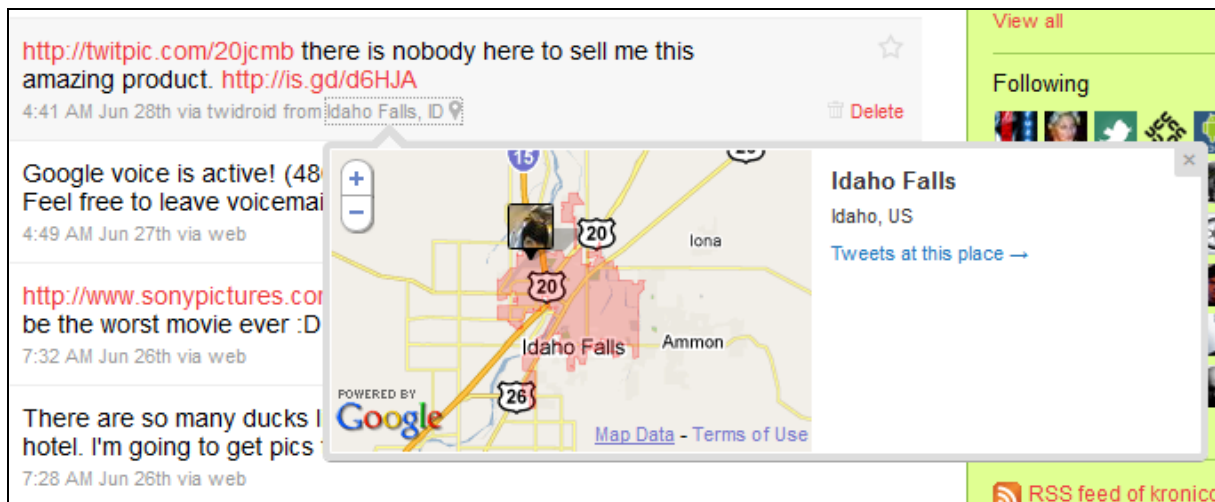 http://twitpic.com/20jcmb there is nobody here to sell me this
amazing product. http://is.gd/d6HJA
4:41 AM Jun 28th via twidroid from Idaho Falls, ID
Delete
Google voice is active! (48
Feel free to leave voicemai
4:49 AM Jun 27th via web
http://www.sonypictures.co
be the worst movie ever :D
7:32 AM Jun 26th via web
There are so many ducks
hotel. I'm going to get pics
7:28 AM Jun 26th via web
+
−
15
20
20
26
Iona
Ammon
Idaho Falls
POWERED BY
Google
Map Data - Terms of Use
Idaho Falls
Idaho, US
Tweets at this place →
×
View all
Following
RSS feed of kronic